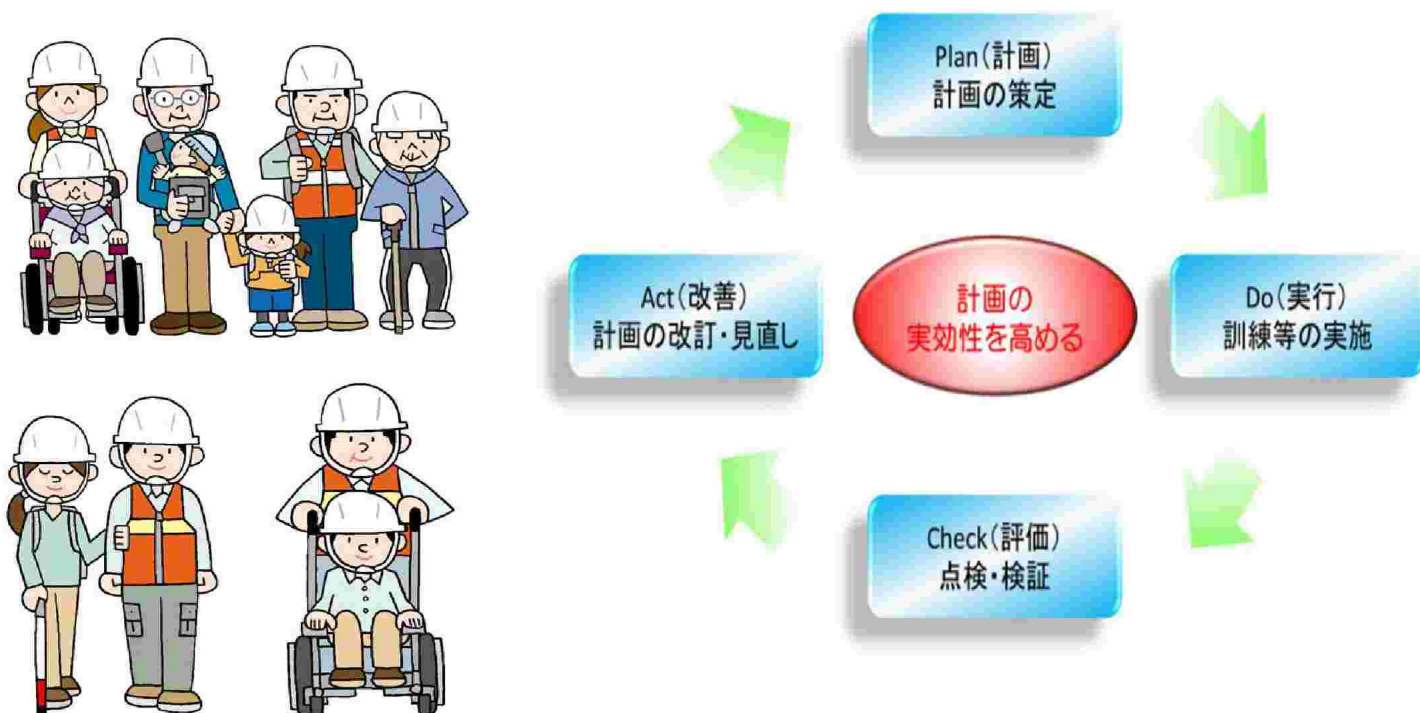 Plan(計画)
計画の策定
Act(改善)
計画の改訂・見直し
計画の
実効性を高める
Do(実行)
訓練等の実施
Check(評価)
点検・検証